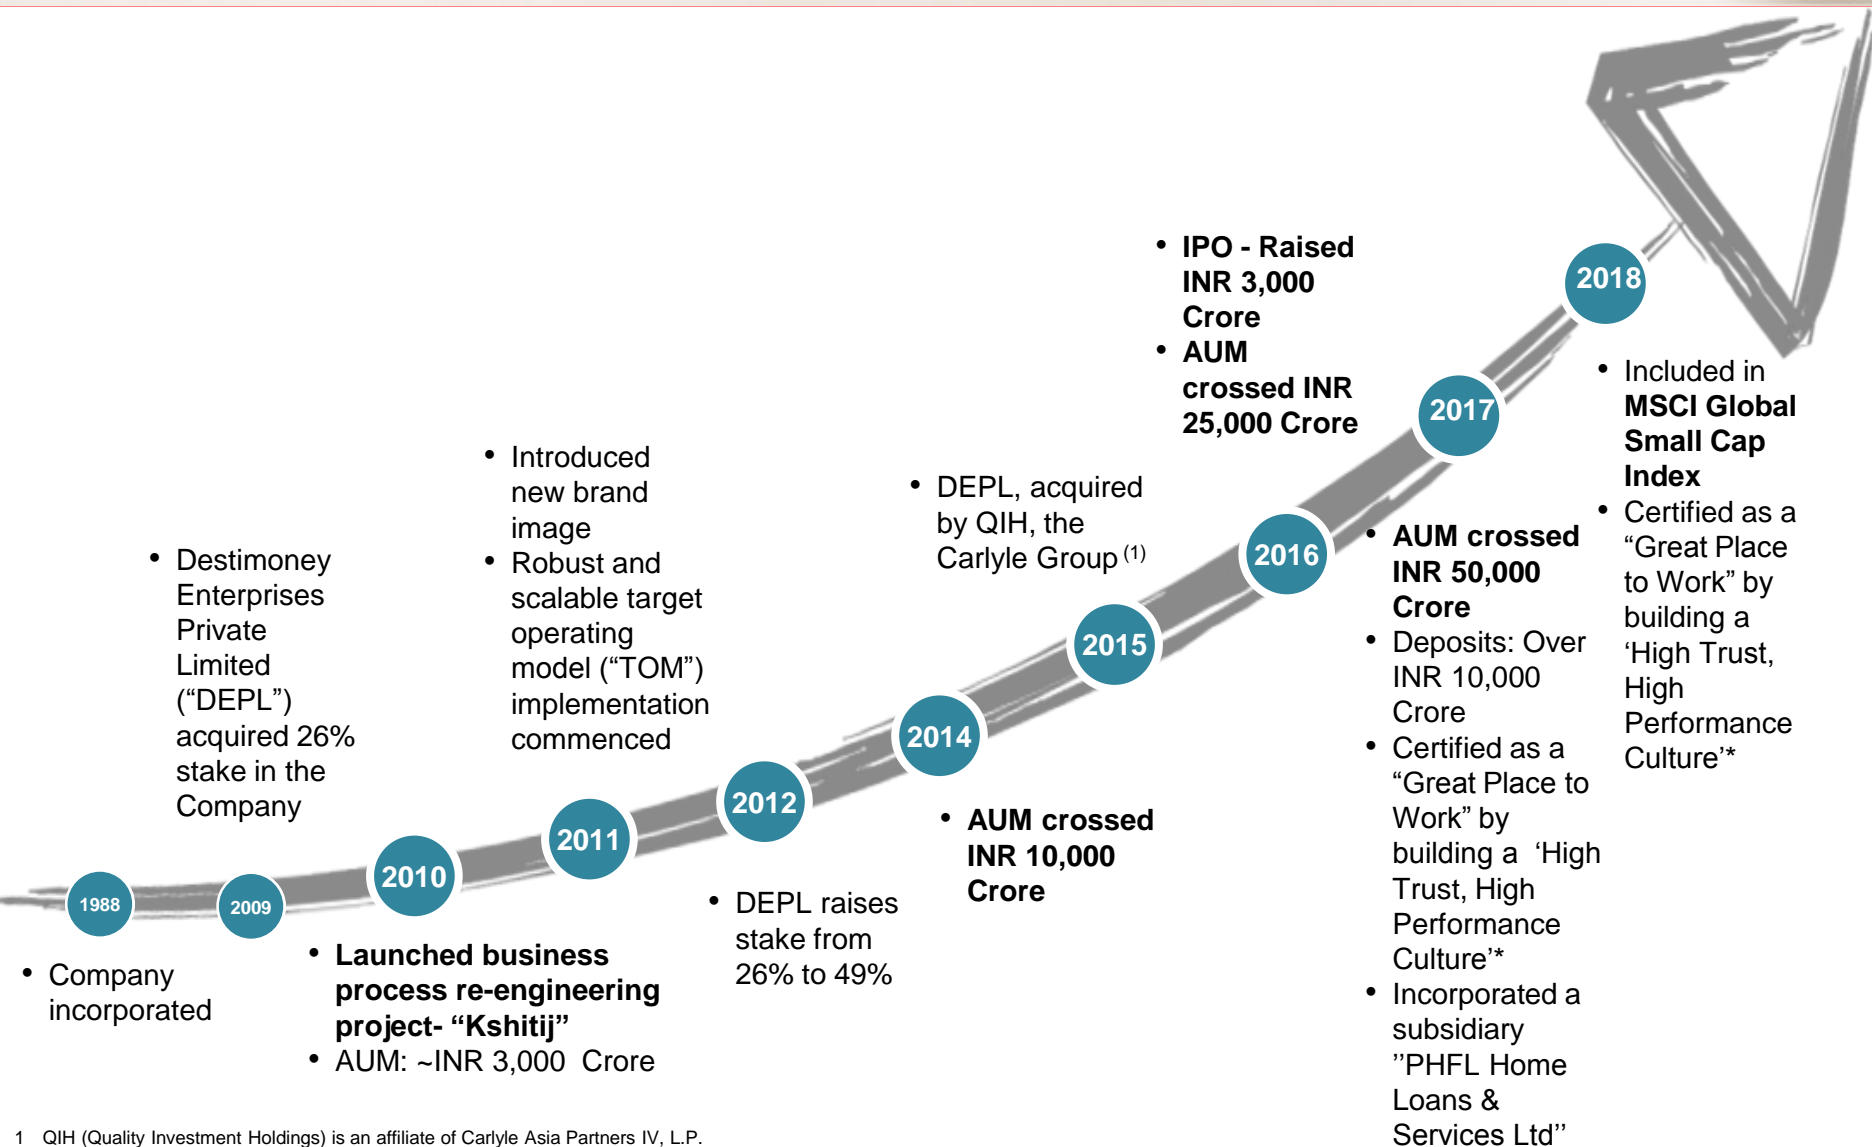 1988
• Company
incorporated
2009
• Destimoney
Enterprises
Private
Limited
(“DEPL”)
acquired 26%
stake in the
Company
2010
• Launched business
process re-engineering
project- “Kshitij”
• AUM: ~INR 3,000 Crore
2011
• Introduced
new brand
image
• Robust and
scalable target
operating
model (“TOM”)
implementation
commenced
2012
• DEPL raises
stake from
26% to 49%
2014
• AUM crossed
INR 10,000
Crore
2015
• DEPL, acquired
by QIH, the
Carlyle Group (1)
2016
• IPO - Raised
INR 3,000
Crore
• AUM
crossed INR
25,000 Crore
2017
• AUM crossed
INR 50,000
Crore
• Deposits: Over
INR 10,000
Crore
• Certified as a
“Great Place to
Work” by
building a ‘High
Trust, High
Performance
Culture’*
• Incorporated a
subsidiary
’’PHFL Home
Loans &
Services Ltd’’
2018
• Included in
MSCI Global
Small Cap
Index
• Certified as a
“Great Place
to Work” by
building a
‘High Trust,
High
Performance
Culture’*
1 QIH (Quality Investment Holdings) is an affiliate of Carlyle Asia Partners IV, L.P.